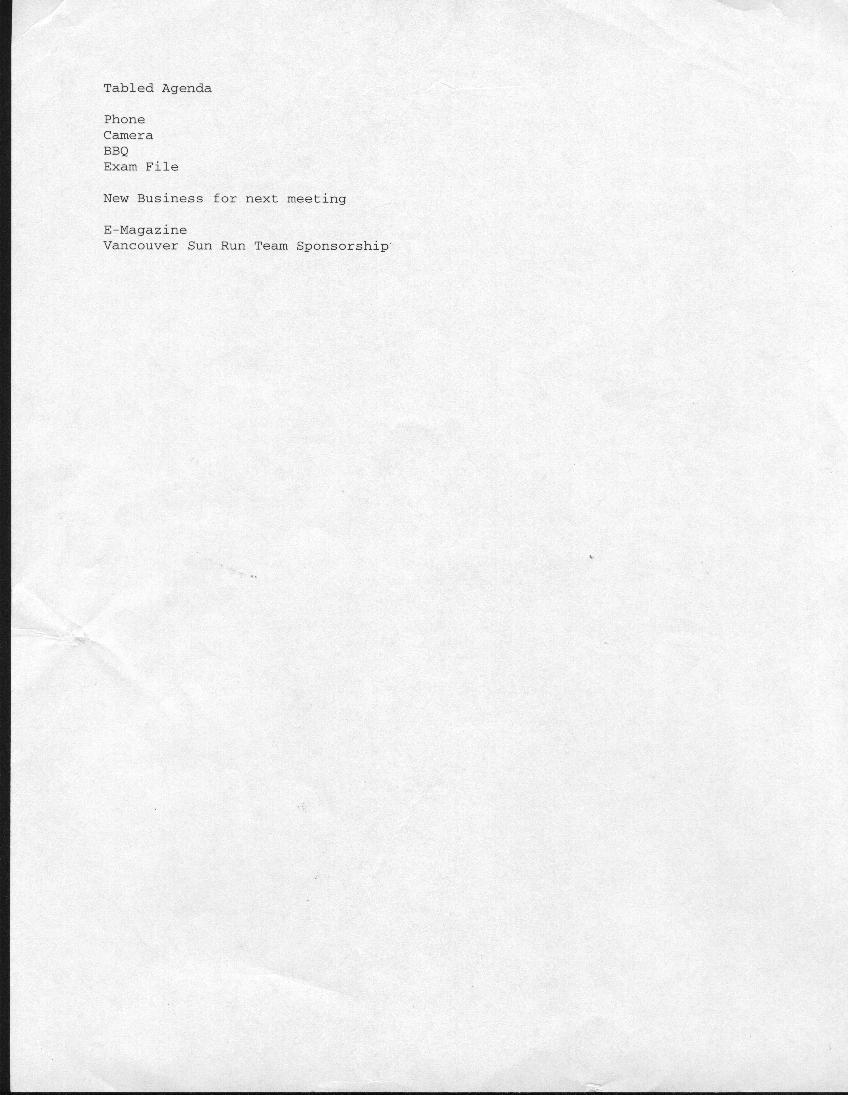 Tabled Agenda
Phone
Camera
BBQ
Exam File
New Business for next meeting
E-Magazine
Vancouver Sun Run Team Sponsorship